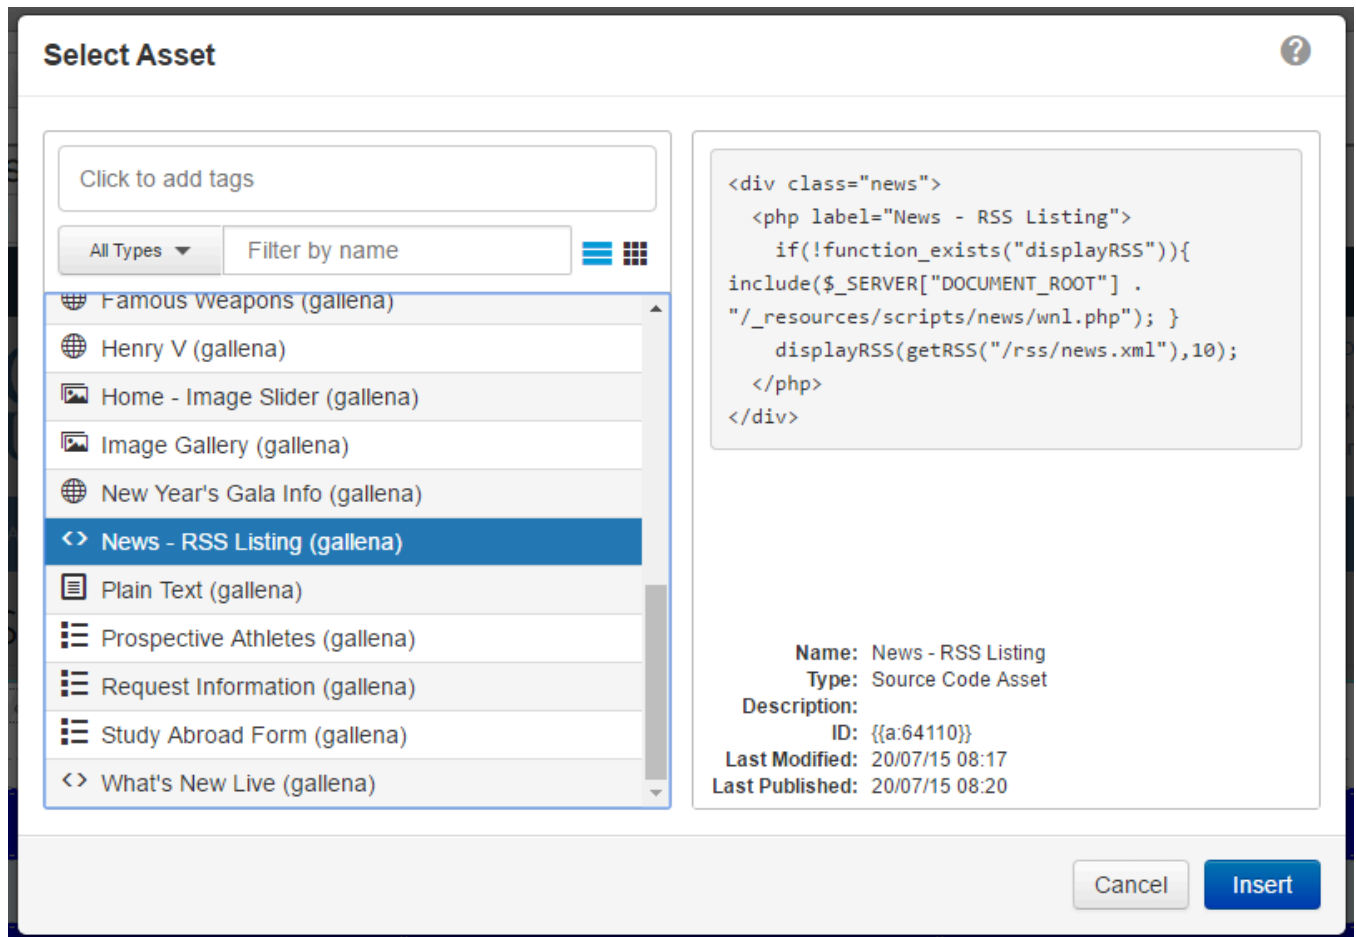 Select Asset
Click to add tags
All Types
Filter by name
Famous Weapons (gallena)
Henry V (gallena)
Home - Image Slider (gallena)
Image Gallery (gallena)
New Year's Gala Info (gallena)
News - RSS Listing (gallena)
Plain Text (gallena)
Prospective Athletes (gallena)
Request Information (gallena)
Study Abroad Form (gallena)
What's New Live (gallena)
<div class="news">
<php label="News - RSS Listing">
if(!function_exists("displayRSS")){
include($_SERVER["DOCUMENT_ROOT"] .
"/_resources/scripts/news/wnl.php"); }
displayRSS(getRSS("/rss/news.xml"),10);
</php>
</div>
Name: News - RSS Listing
Type: Source Code Asset
Description:
ID: {{a:64110}}
Last Modified: 20/07/15 08:17
Last Published: 20/07/15 08:20
Cancel
Insert